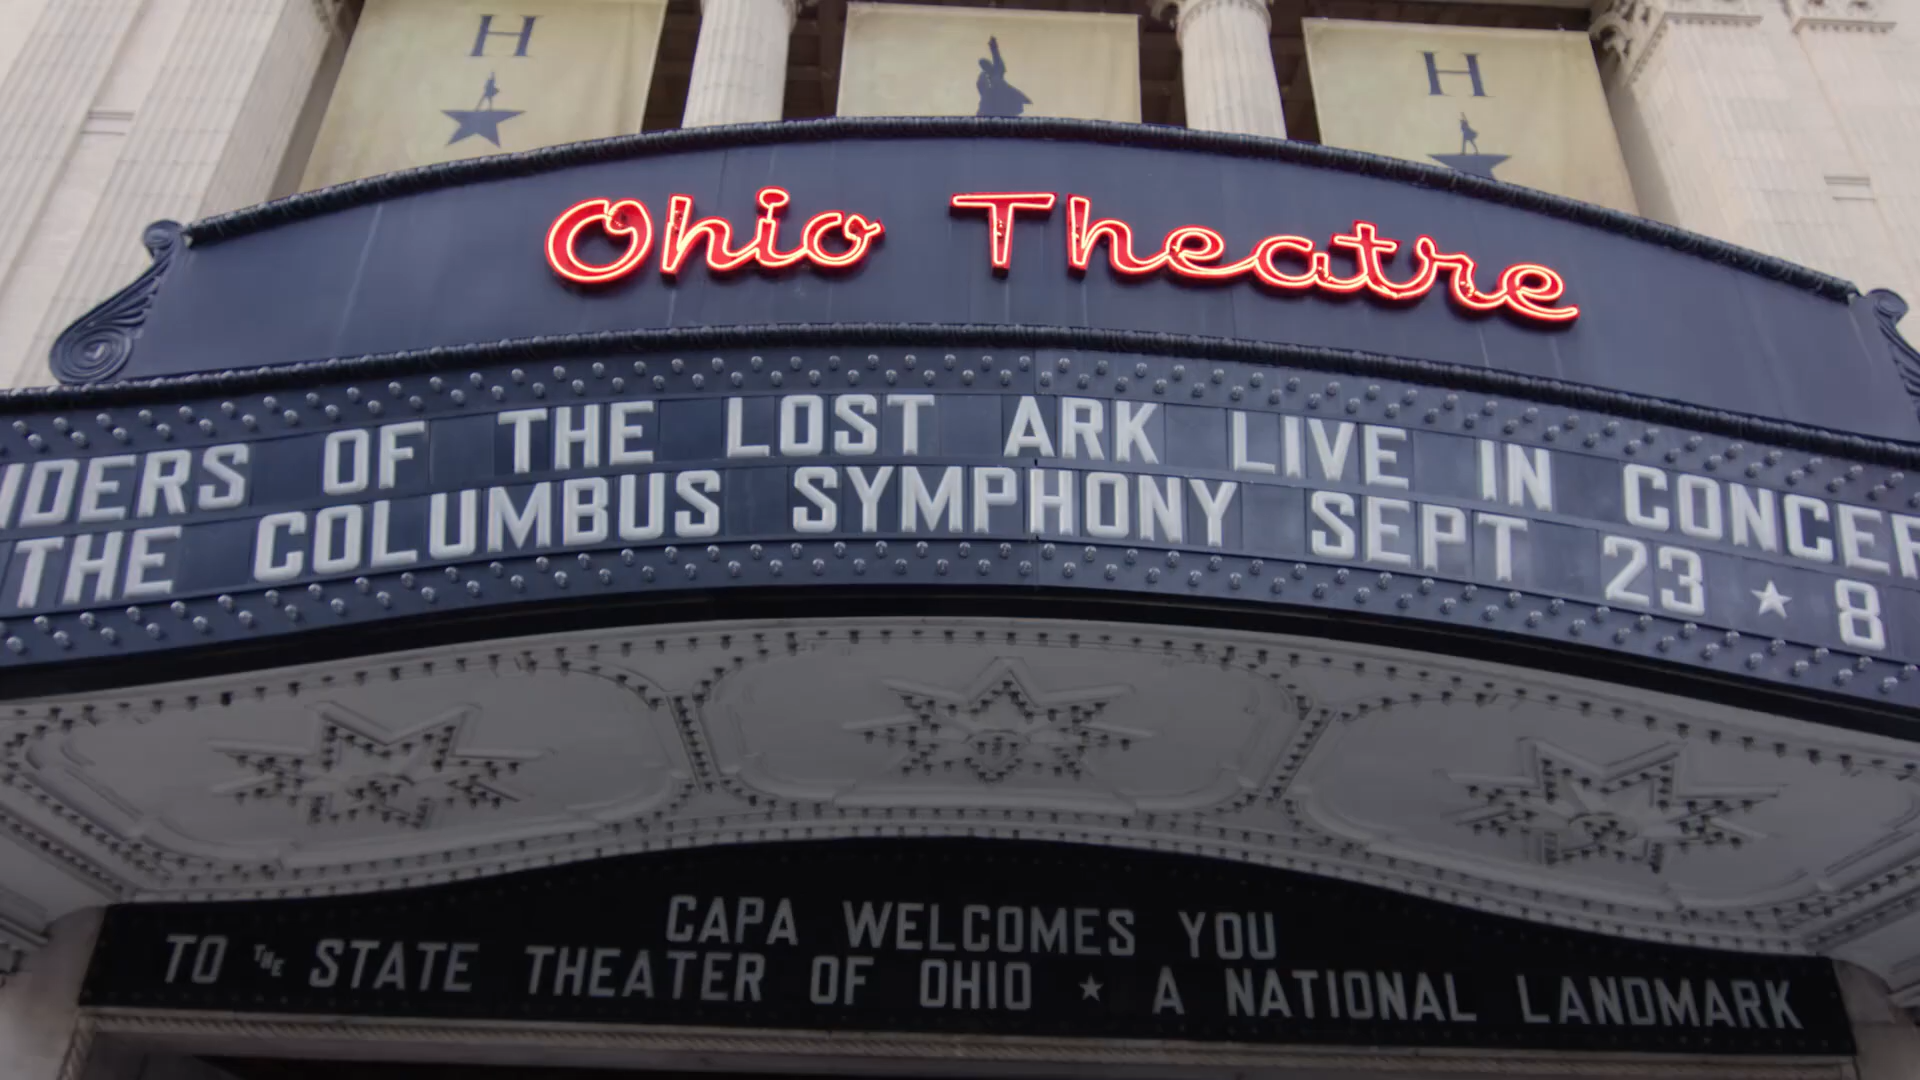 H
H
Ohio Theatre
IDERS OF THE LOST ARK LIVE IN CONCER
THE COLUMBUS SYMPHONY SEPT 23 ★ 8
CAPA WELCOMES YOU
TO THE STATE THEATER OF OHIO ★ A NATIONAL LANDMARK